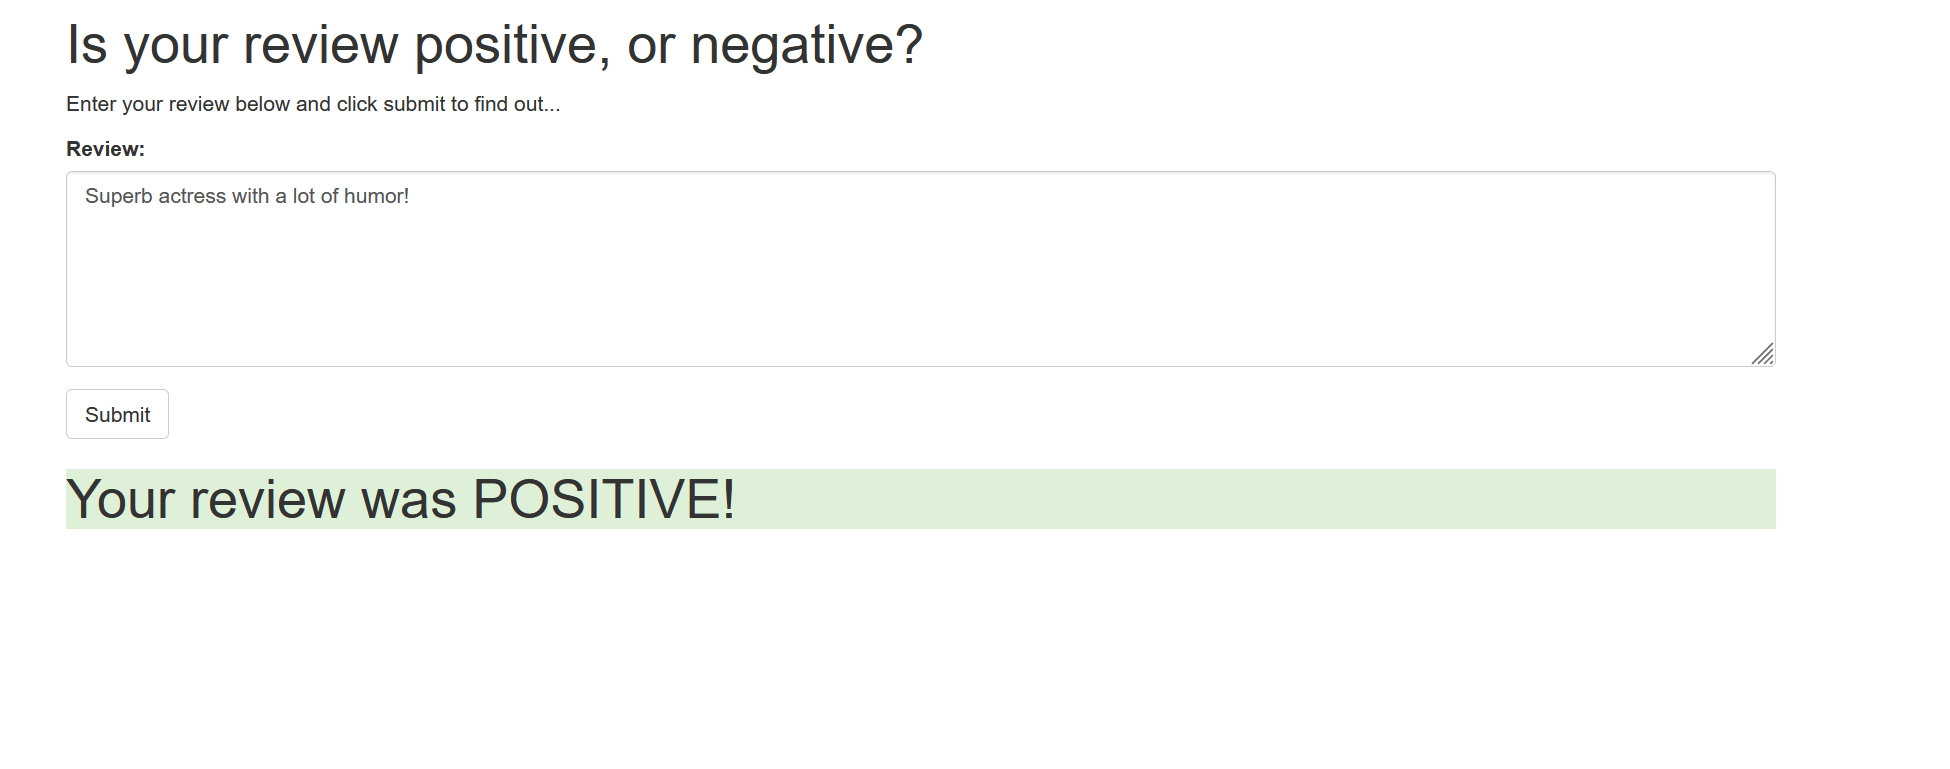 Is your review positive, or negative?
Enter your review below and click submit to find out...
Review:
Superb actress with a lot of humor!
Submit
Your review was POSITIVE!